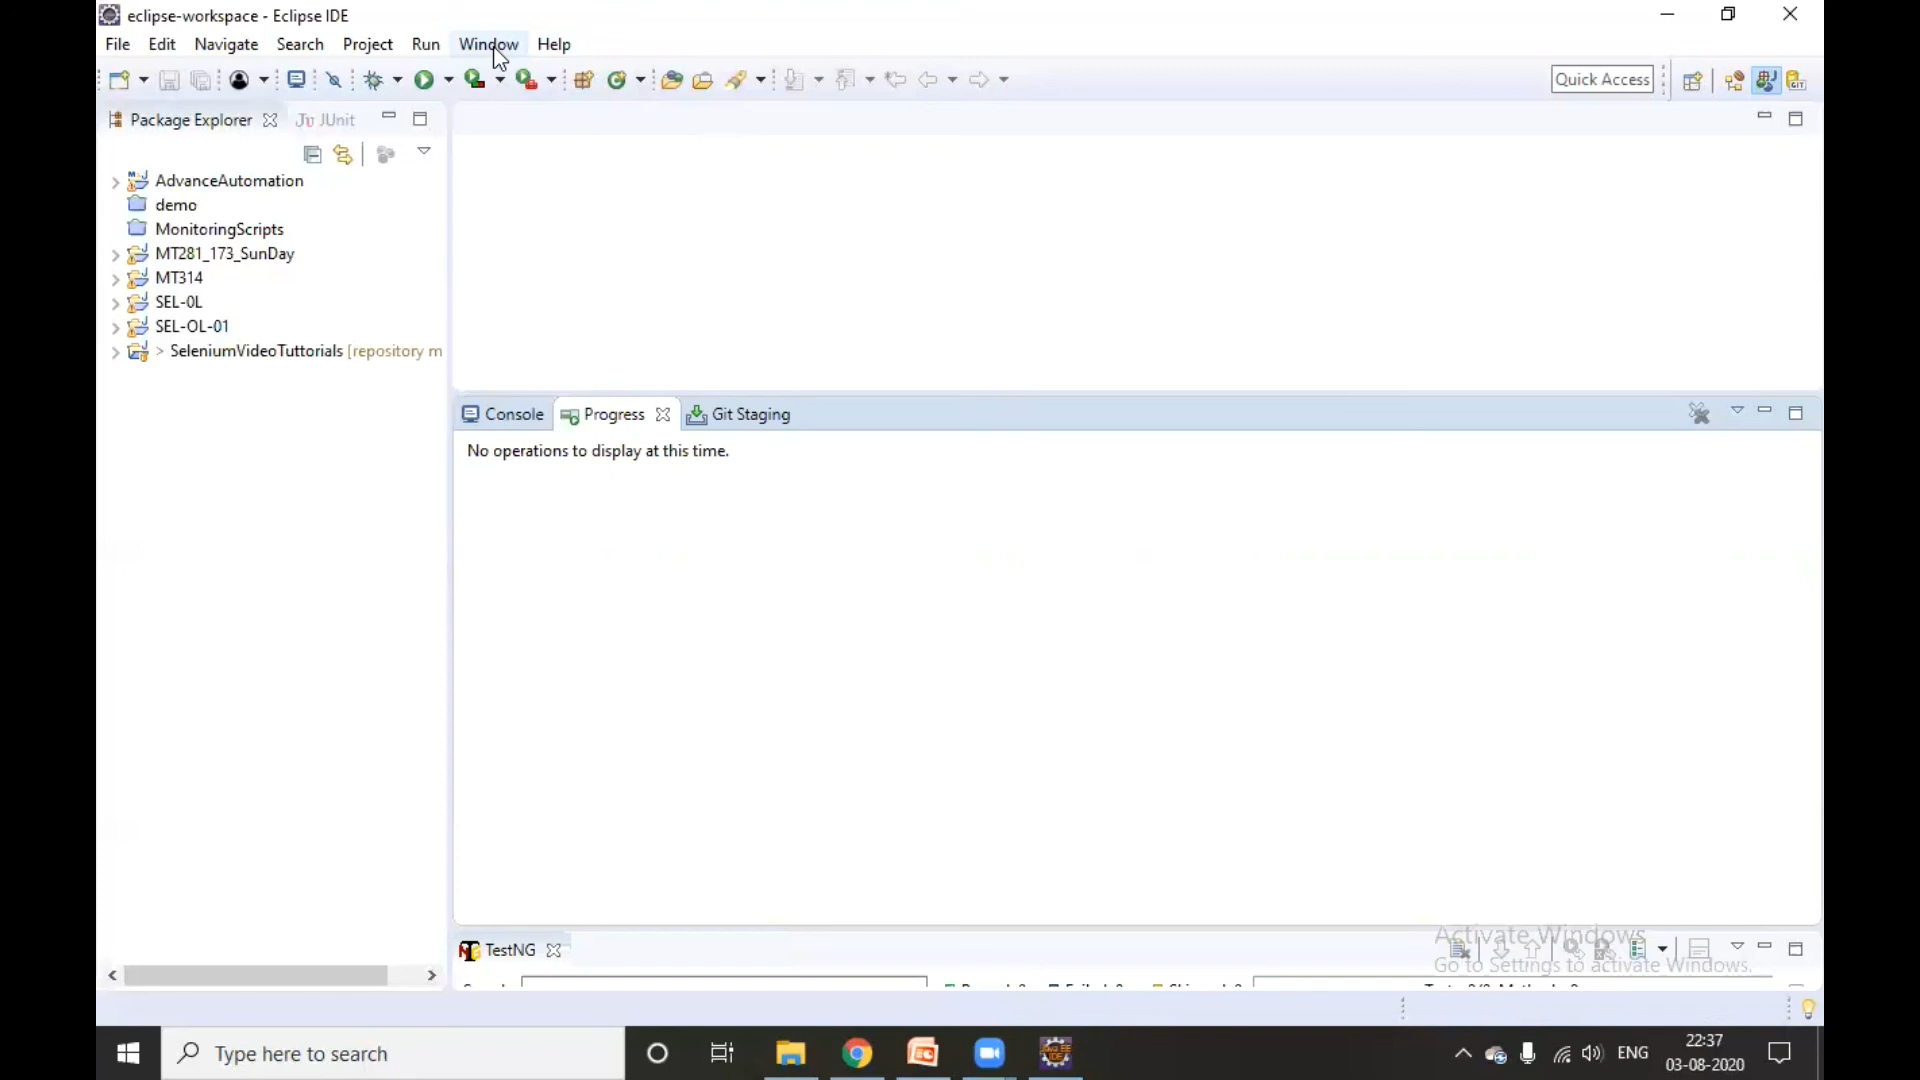 eclipse-workspace - Eclipse IDE
File Edit Navigate Search Project Run Window Help
Quick Access
Package Explorer JUnit
AdvanceAutomation
demo
MonitoringScripts
MT281_173_SunDay
MT314
SEL-0L
SEL-OL-01
> SeleniumVideoTuttorials [repository m
Console Progress Git Staging
No operations to display at this time.
TestNG
Activate Windows
Go to Settings to activate Windows.
Type here to search
ENG
22:37
03-08-2020